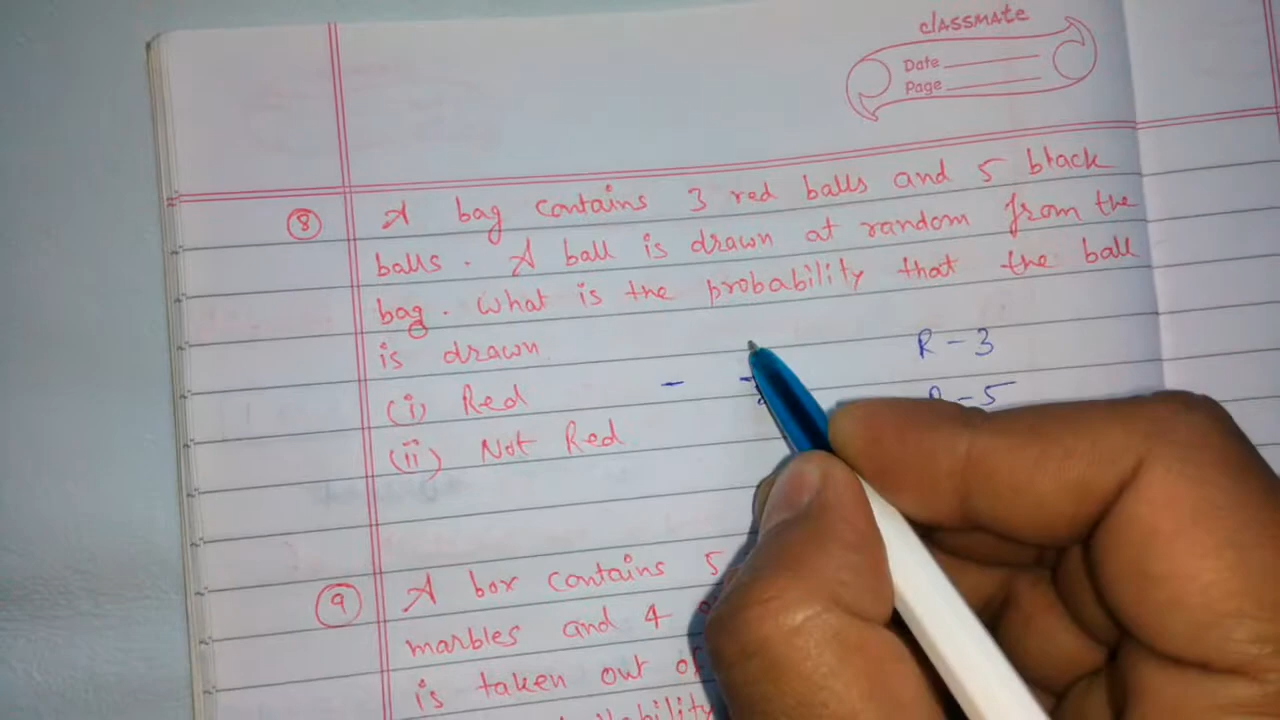 classmate
Date
Page
8 A bag contains 3 red balls and 5 black
balls. A ball is drawn at random from the
bag. What is the probability that the ball
is drawn
R - 3
(i) Red -
- 5
(ii) Not Red
9 A box contains 5
marbles and 4
is taken out of